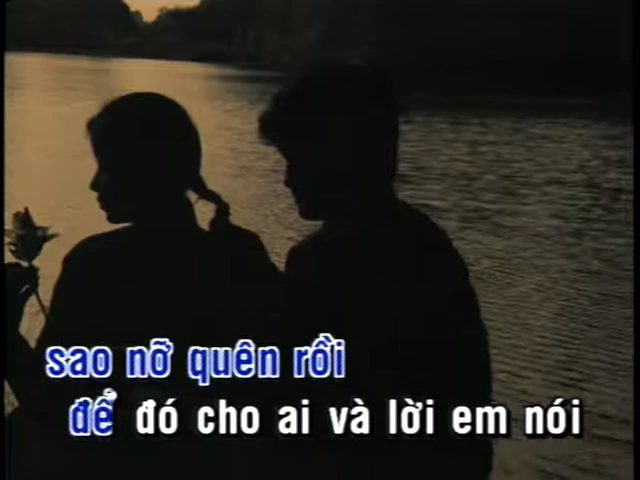 sao nỡ quên rồi
để đó cho ai và lời em nói